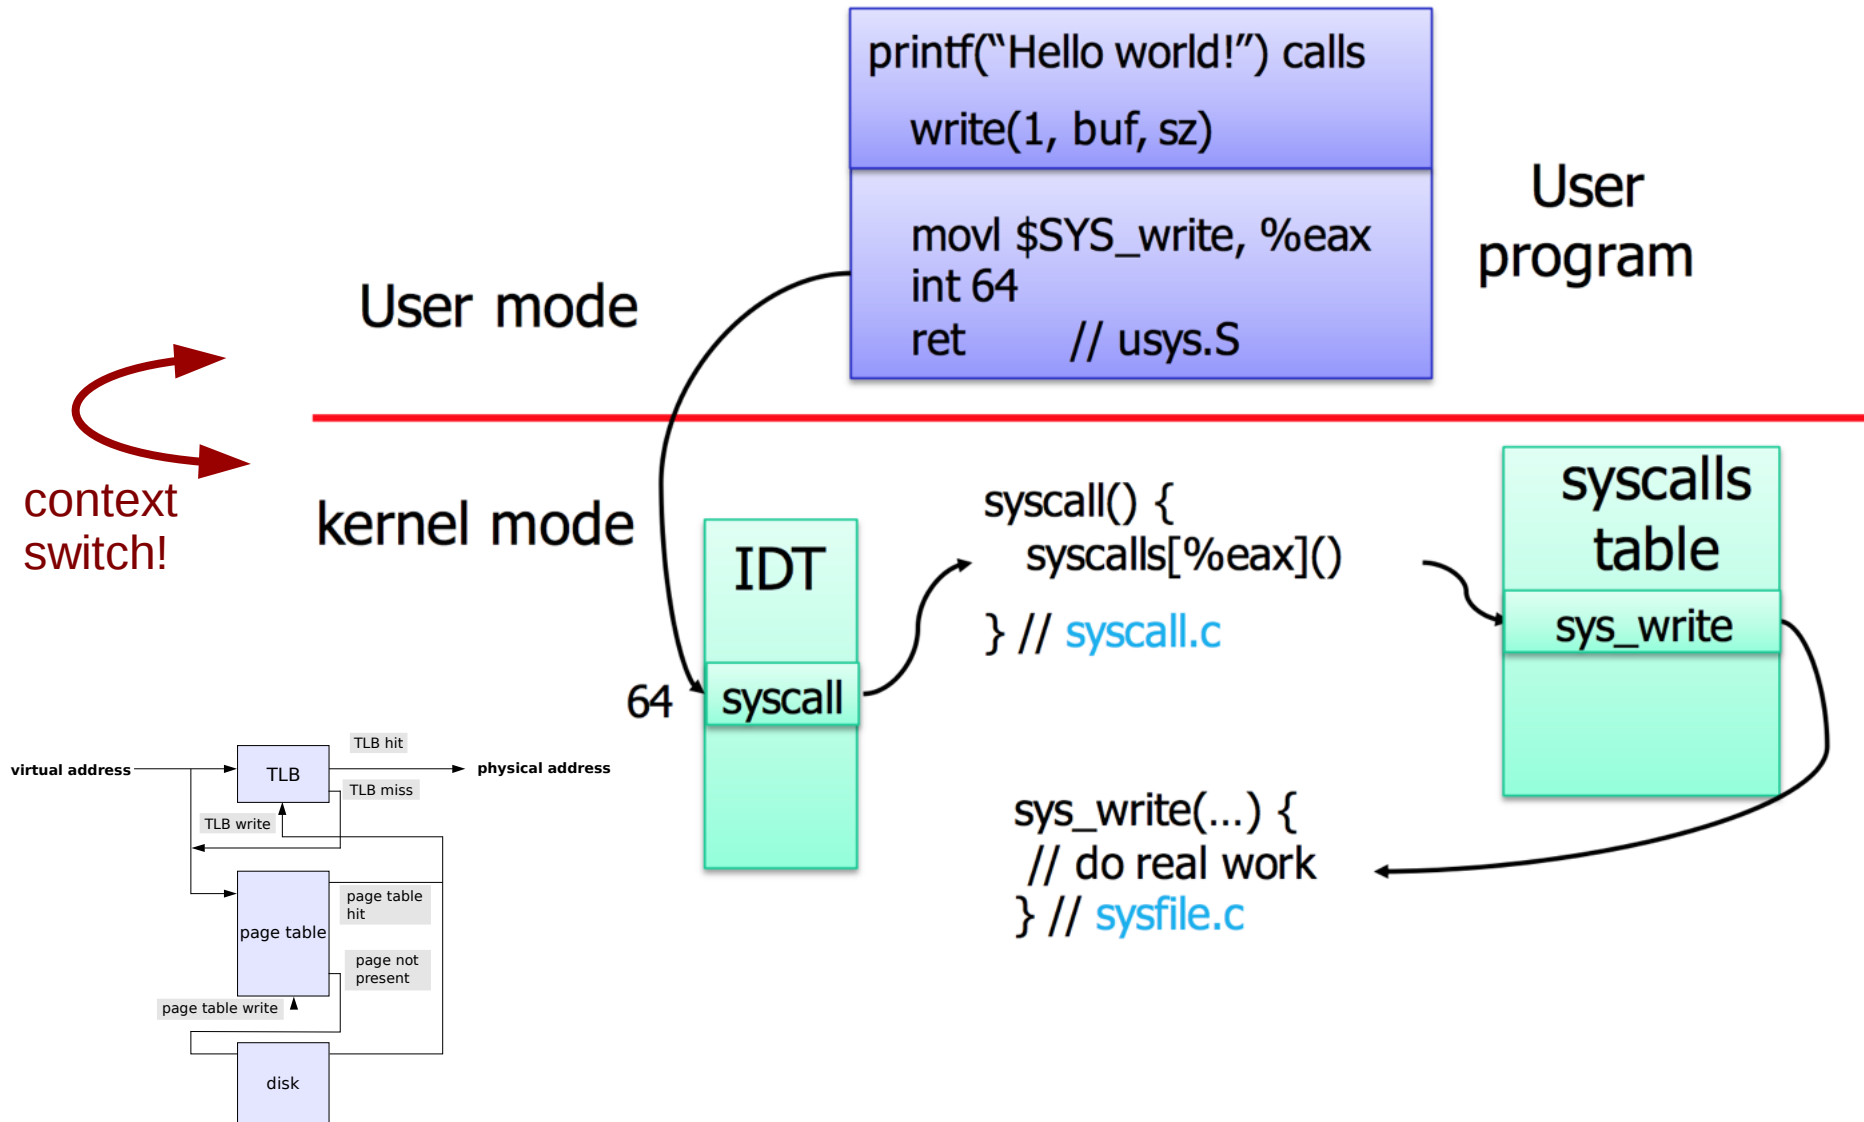 printf(“Hello world!”) calls
write(1, buf, sz)
movl $SYS_write, %eax
int 64
ret // usys.S
User
program
User mode
context
switch!
kernel mode
IDT
64
syscall
syscall() {
syscalls[%eax]()
} // syscall.c
syscalls
table
sys_write
sys_write(...) {
// do real work
} // sysfile.c
virtual address
TLB
TLB hit
physical address
TLB miss
TLB write
page table
page table
hit
page not
present
page table write
disk